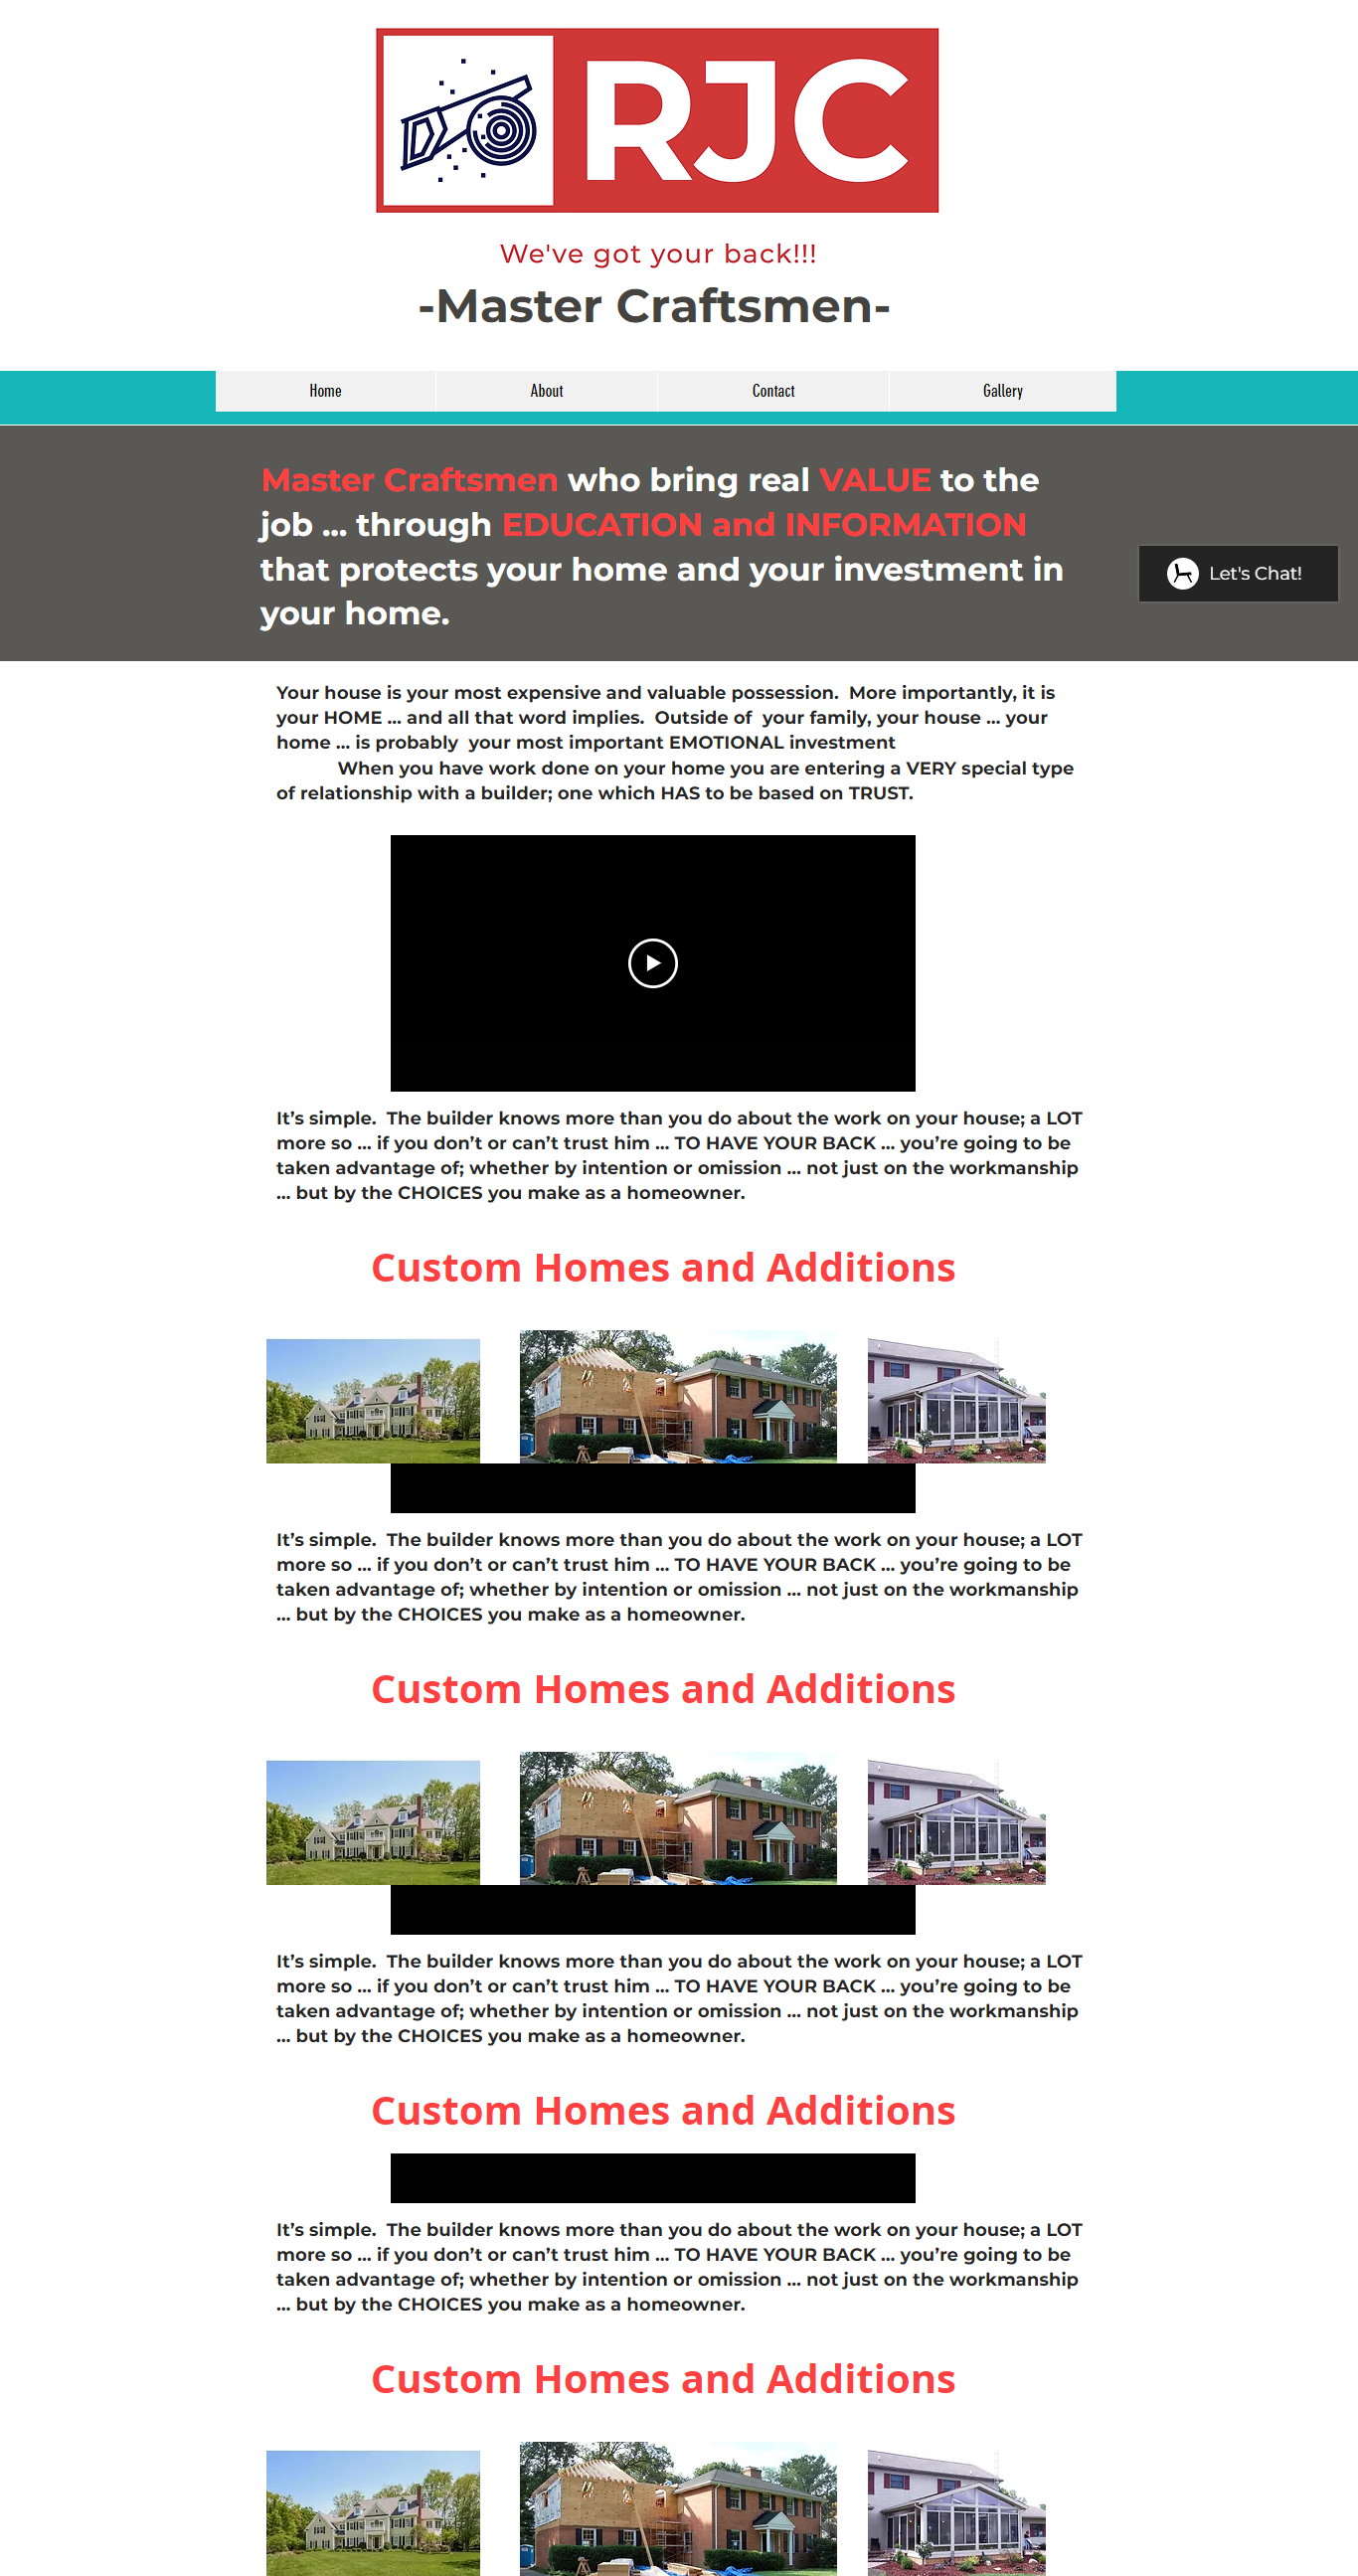 RJC
We've got your back!!!
-Master Craftsmen-
Home About Contact Gallery
Master Craftsmen who bring real VALUE to the
job ... through EDUCATION and INFORMATION
that protects your home and your investment in
your home.
Let's Chat!
Your house is your most expensive and valuable possession.  More importantly, it is
your HOME ... and all that word implies.  Outside of  your family, your house ... your
home ... is probably  your most important EMOTIONAL investment
When you have work done on your home you are entering a VERY special type
of relationship with a builder; one which HAS to be based on TRUST.
It’s simple.  The builder knows more than you do about the work on your house; a LOT
more so ... if you don’t or can’t trust him ... TO HAVE YOUR BACK ... you’re going to be
taken advantage of; whether by intention or omission ... not just on the workmanship
... but by the CHOICES you make as a homeowner.
Custom Homes and Additions
It’s simple.  The builder knows more than you do about the work on your house; a LOT
more so ... if you don’t or can’t trust him ... TO HAVE YOUR BACK ... you’re going to be
taken advantage of; whether by intention or omission ... not just on the workmanship
... but by the CHOICES you make as a homeowner.
Custom Homes and Additions
It’s simple.  The builder knows more than you do about the work on your house; a LOT
more so ... if you don’t or can’t trust him ... TO HAVE YOUR BACK ... you’re going to be
taken advantage of; whether by intention or omission ... not just on the workmanship
... but by the CHOICES you make as a homeowner.
Custom Homes and Additions
It’s simple.  The builder knows more than you do about the work on your house; a LOT
more so ... if you don’t or can’t trust him ... TO HAVE YOUR BACK ... you’re going to be
taken advantage of; whether by intention or omission ... not just on the workmanship
... but by the CHOICES you make as a homeowner.
Custom Homes and Additions